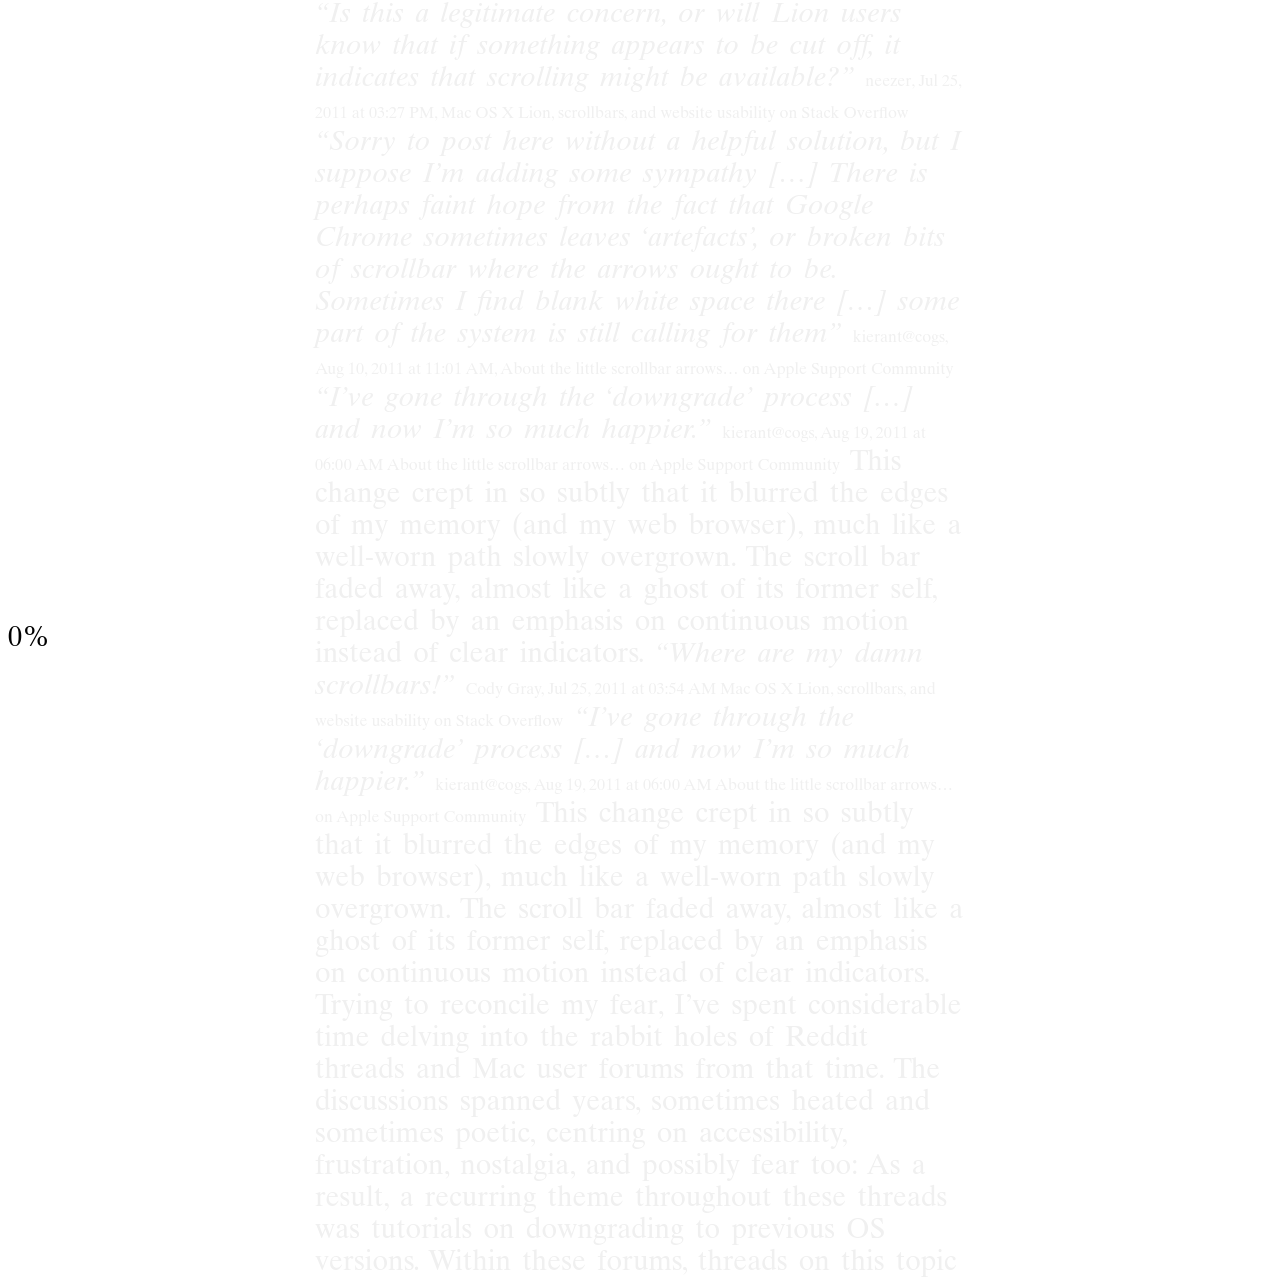 “Is this a legitimate concern, or will Lion users
know that if something appears to be cut off, it
indicates that scrolling might be available?” neezer, Jul 25,
2011 at 03:27 PM, Mac OS X Lion, scrollbars, and website usability on Stack Overflow
“Sorry to post here without a helpful solution, but I
suppose I’m adding some sympathy […] There is
perhaps faint hope from the fact that Google
Chrome sometimes leaves ‘artefacts’, or broken bits
of scrollbar where the arrows ought to be.
Sometimes I find blank white space there […] some
part of the system is still calling for them” kierant@cogs,
Aug 10, 2011 at 11:01 AM, About the little scrollbar arrows… on Apple Support Community
“I’ve gone through the ‘downgrade’ process […]
and now I’m so much happier.” kierant@cogs, Aug 19, 2011 at
06:00 AM About the little scrollbar arrows… on Apple Support Community This
change crept in so subtly that it blurred the edges
of my memory (and my web browser), much like a
well-worn path slowly overgrown. The scroll bar
faded away, almost like a ghost of its former self,
replaced by an emphasis on continuous motion
0%
instead of clear indicators. “Where are my damn
scrollbars!” Cody Gray, Jul 25, 2011 at 03:54 AM Mac OS X Lion, scrollbars, and
website usability on Stack Overflow “I’ve gone through the
‘downgrade’ process […] and now I’m so much
happier.” kierant@cogs, Aug 19, 2011 at 06:00 AM About the little scrollbar arrows…
on Apple Support Community This change crept in so subtly
that it blurred the edges of my memory (and my
web browser), much like a well-worn path slowly
overgrown. The scroll bar faded away, almost like a
ghost of its former self, replaced by an emphasis
on continuous motion instead of clear indicators.
Trying to reconcile my fear, I’ve spent considerable
time delving into the rabbit holes of Reddit
threads and Mac user forums from that time. The
discussions spanned years, sometimes heated and
sometimes poetic, centring on accessibility,
frustration, nostalgia, and possibly fear too: As a
result, a recurring theme throughout these threads
was tutorials on downgrading to previous OS
versions. Within these forums, threads on this topic